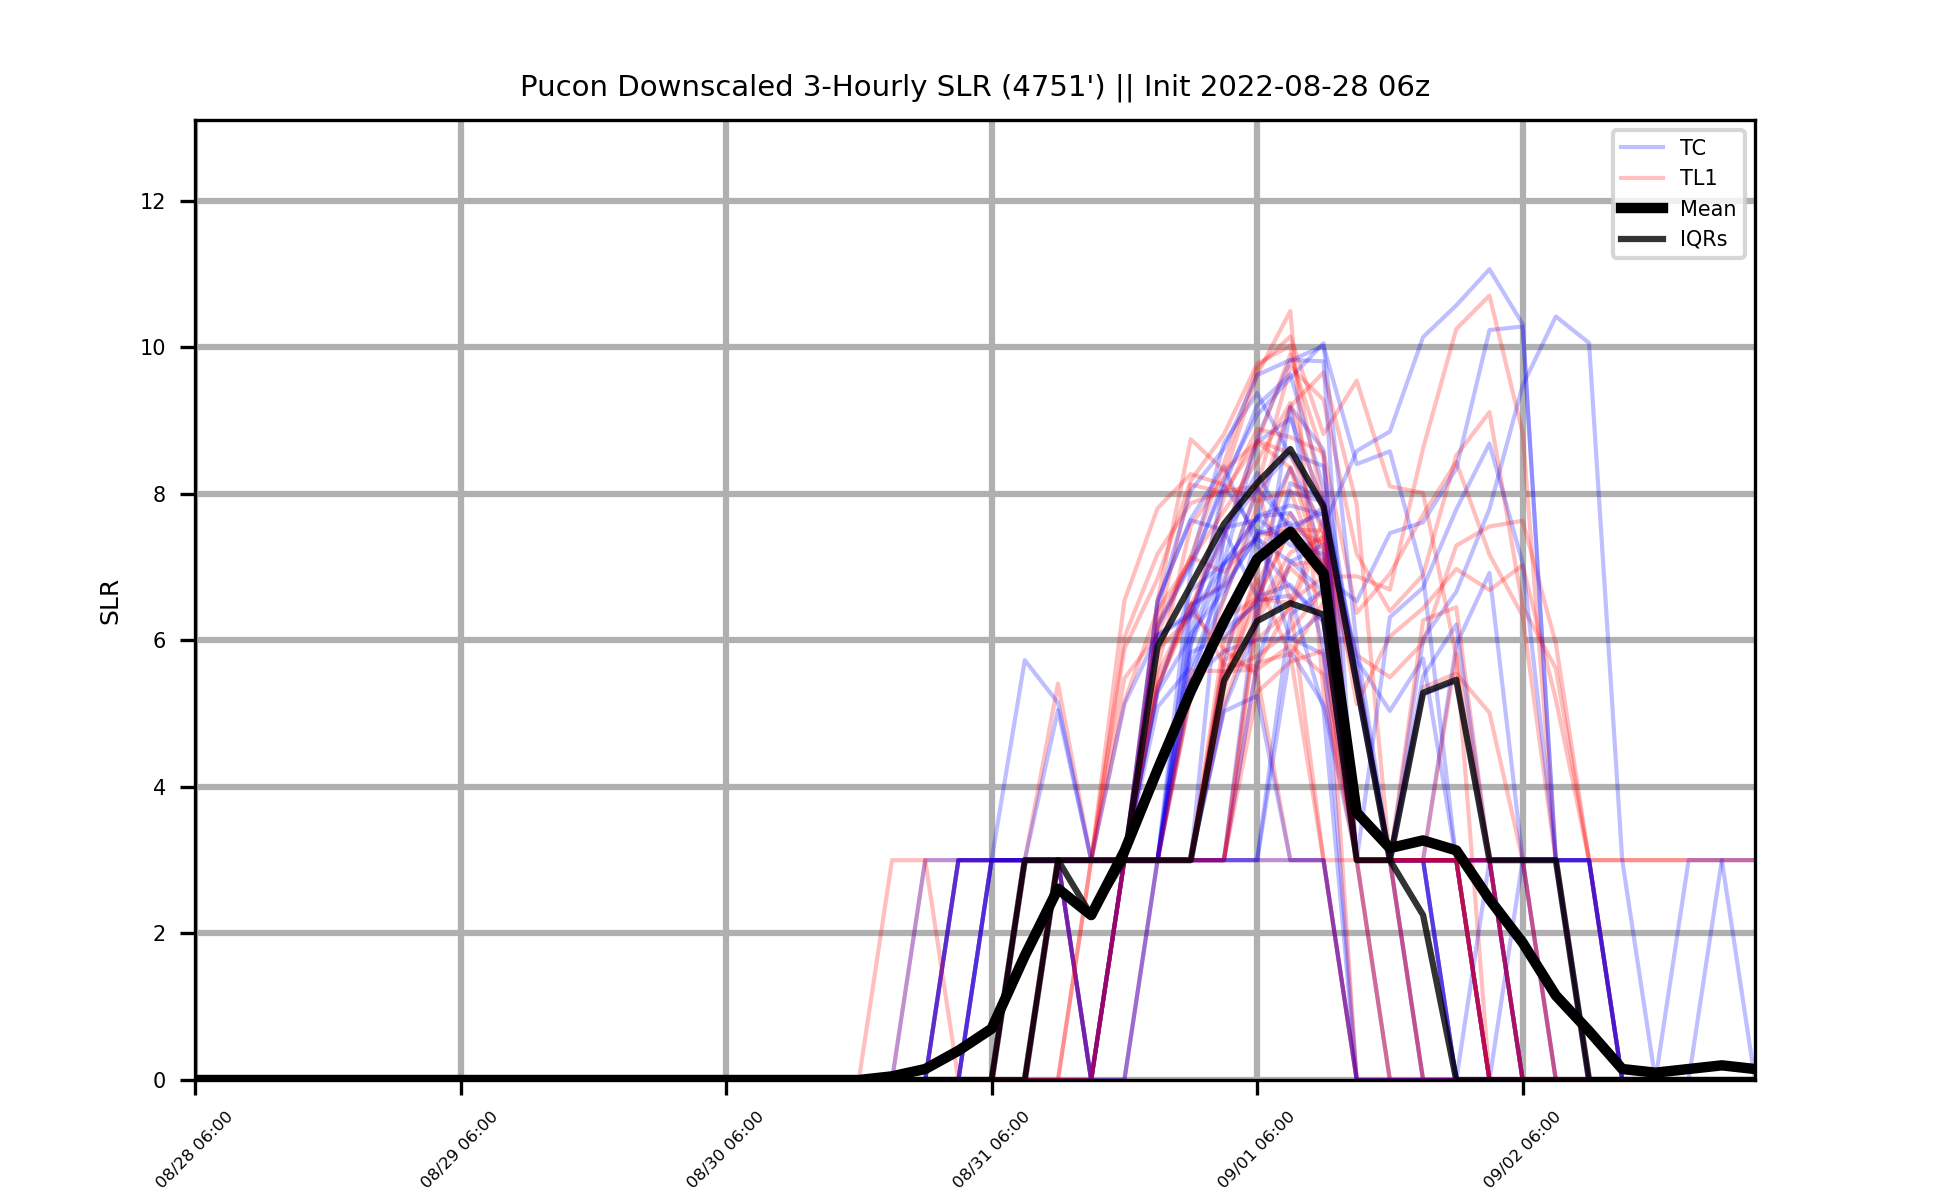 Pucon Downscaled 3-Hourly SLR (4751') || Init 2022-08-28 06z
TC
TL1
Mean
IQRs
12
10
8
6
4
2
0
SLR
08/28 06:00
08/29 06:00
08/30 06:00
08/31 06:00
09/01 06:00
09/02 06:00